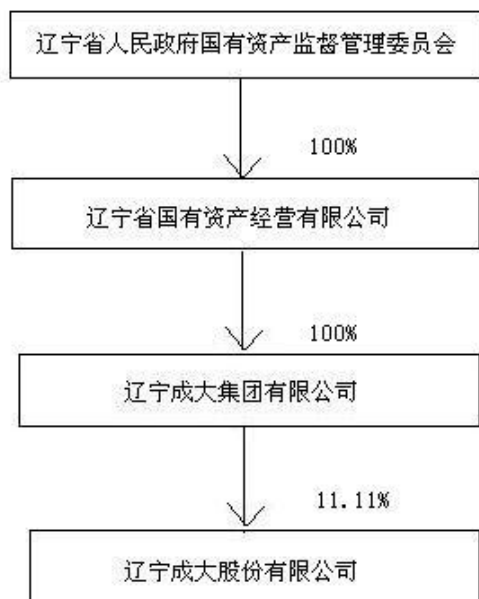 辽宁省人民政府国有资产监督管理委员会
100%
辽宁省国有资产经营有限公司
100%
辽宁成大集团有限公司
11.11%
辽宁成大股份有限公司